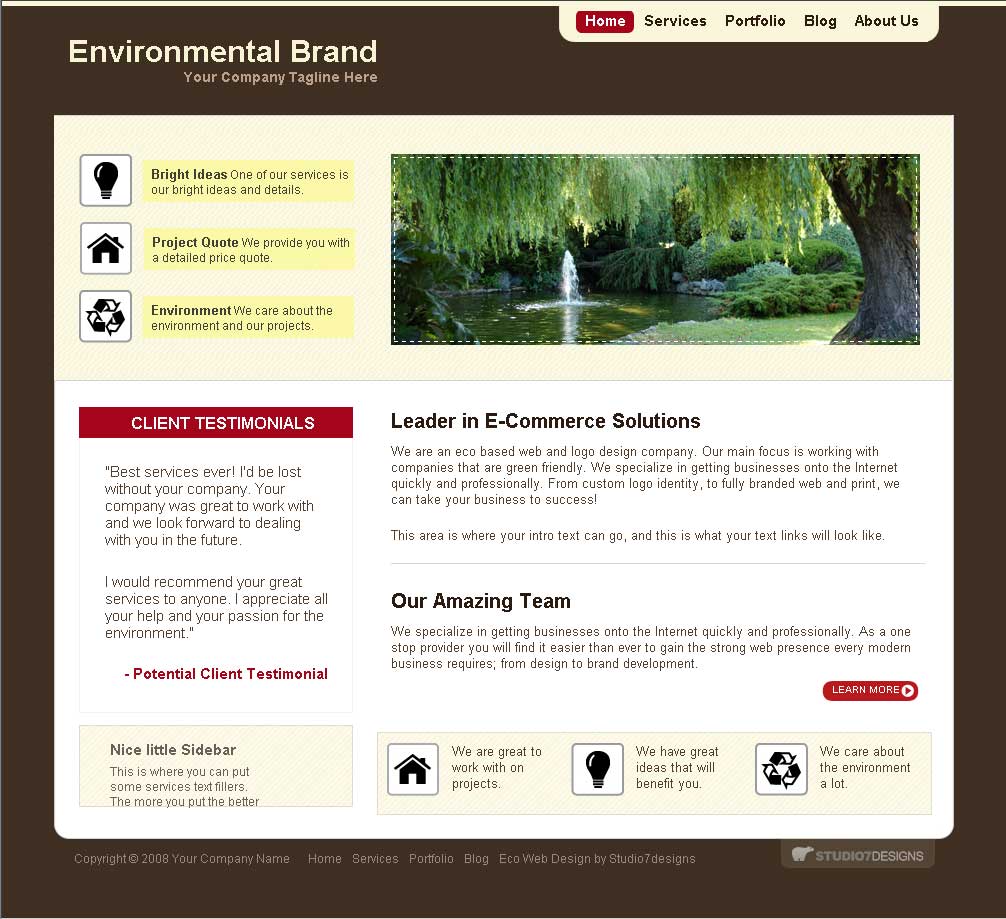 Home Services Portfolio Blog About Us
Environmental Brand
Your Company Tagline Here
Bright Ideas One of our services is
our bright ideas and details.
Project Quote We provide you with
a detailed price quote.
Environment We care about the
environment and our projects.
CLIENT TESTIMONIALS
"Best services ever! I'd be lost
without your company. Your
company was great to work with
and we look forward to dealing
with you in the future.
I would recommend your great
services to anyone. I appreciate all
your help and your passion for the
environment."
- Potential Client Testimonial
Nice little Sidebar
This is where you can put
some services text fillers.
The more you put the better
Leader in E-Commerce Solutions
We are an eco based web and logo design company. Our main focus is working with
companies that are green friendly. We specialize in getting businesses onto the Internet
quickly and professionally. From custom logo identity, to fully branded web and print, we
can take your business to success!
This area is where your intro text can go, and this is what your text links will look like.
Our Amazing Team
We specialize in getting businesses onto the Internet quickly and professionally. As a one
stop provider you will find it easier than ever to gain the strong web presence every modern
business requires; from design to brand development.
LEARN MORE
We are great to
work with on
projects.
We have great
ideas that will
benefit you.
We care about
the environment
a lot.
Copyright © 2008 Your Company Name Home Services Portfolio Blog Eco Web Design by Studio7designs
STUDIO7DESIGNS